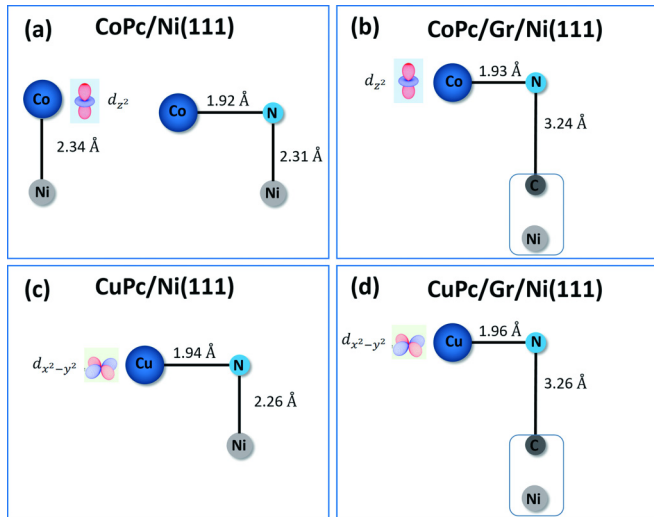 (a) CoPc/Ni(111)
Co
d_{z^2}
2.34 Å
Ni
Co
1.92 Å
N
2.31 Å
Ni
(b) CoPc/Gr/Ni(111)
d_{z^2}
Co
1.93 Å
N
3.24 Å
C
Ni
(c) CuPc/Ni(111)
d_{x^2-y^2}
Cu
1.94 Å
N
2.26 Å
Ni
(d) CuPc/Gr/Ni(111)
d_{x^2-y^2}
Cu
1.96 Å
N
3.26 Å
C
Ni